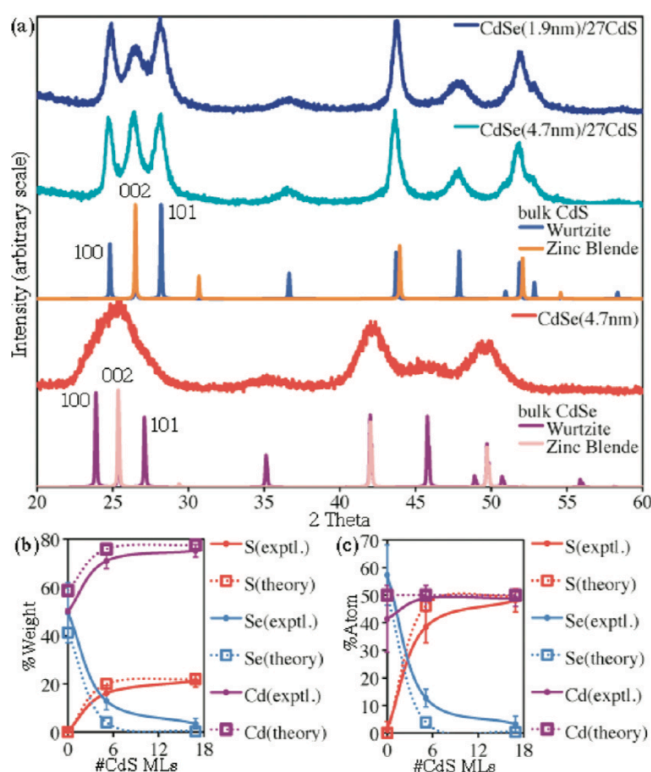 (a)
CdSe(1.9nm)/27CdS
CdSe(4.7nm)/27CdS
002
101
100
bulk CdS
Wurtzite
Zinc Blende
CdSe(4.7nm)
002
100
101
bulk CdSe
Wurtzite
Zinc Blende
Intensity (arbitrary scale)
20 25 30 35 40 45 50 55 60
2 Theta
(b)
80
60
40
20
0
%Weight
0 6 12 18
#CdS MLs
S(exptl.)
S(theory)
Se(exptl.)
Se(theory)
Cd(exptl.)
Cd(theory)
(c)
70
60
50
40
30
20
10
0
%Atom
0 6 12 18
#CdS MLs
S(exptl.)
S(theory)
Se(exptl.)
Se(theory)
Cd(exptl.)
Cd(theory)